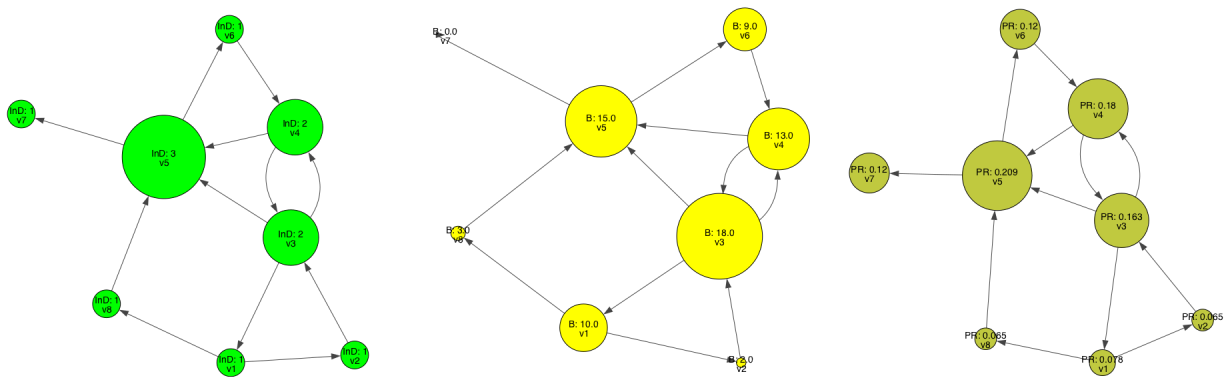 InD: 1
v6
InD: 1
v7
InD: 2
v4
InD: 3
v5
InD: 2
v3
InD: 1
v8
InD: 1
v1
InD: 1
v2
B: 0.0
v7
B: 9.0
v6
B: 15.0
v5
B: 13.0
v4
B: 3.0
v8
B: 18.0
v3
B: 10.0
v1
B: 2.0
v2
PR: 0.12
v6
PR: 0.18
v4
PR: 0.12
v7
PR: 0.209
v5
PR: 0.163
v3
PR: 0.065
v8
PR: 0.078
v1
PR: 0.065
v2